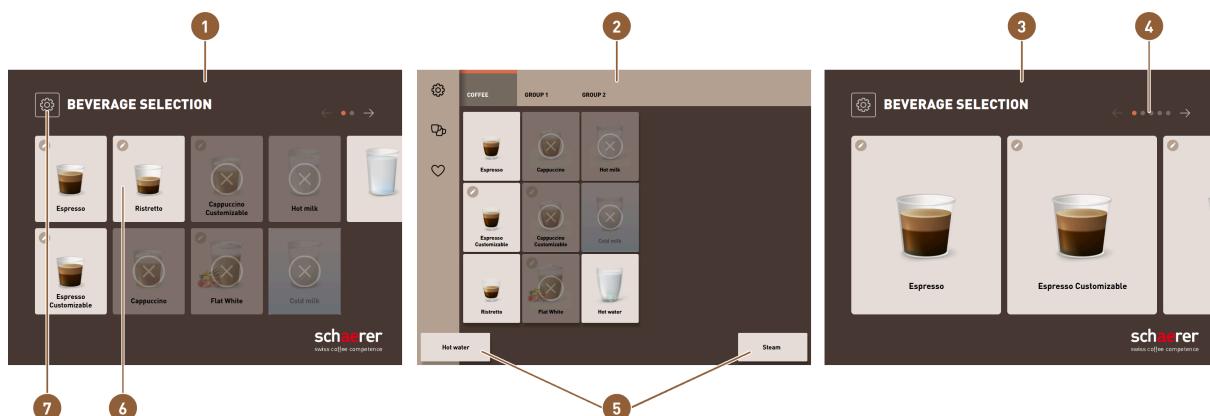 1
2
3
4
BEVERAGE SELECTION
Espresso
Ristretto
Cappuccino
Customizable
Hot milk
Espresso
Customizable
Cappuccino
Flat White
Cold milk
schaerer
swiss coffee competence
COFFEE
GROUP 1
GROUP 2
Espresso
Cappuccino
Hot milk
Espresso
Customizable
Cappuccino
Customizable
Cold milk
Ristretto
Flat White
Hot water
Hot water
Steam
BEVERAGE SELECTION
Espresso
Espresso Customizable
schaerer
swiss coffee competence
7
6
5